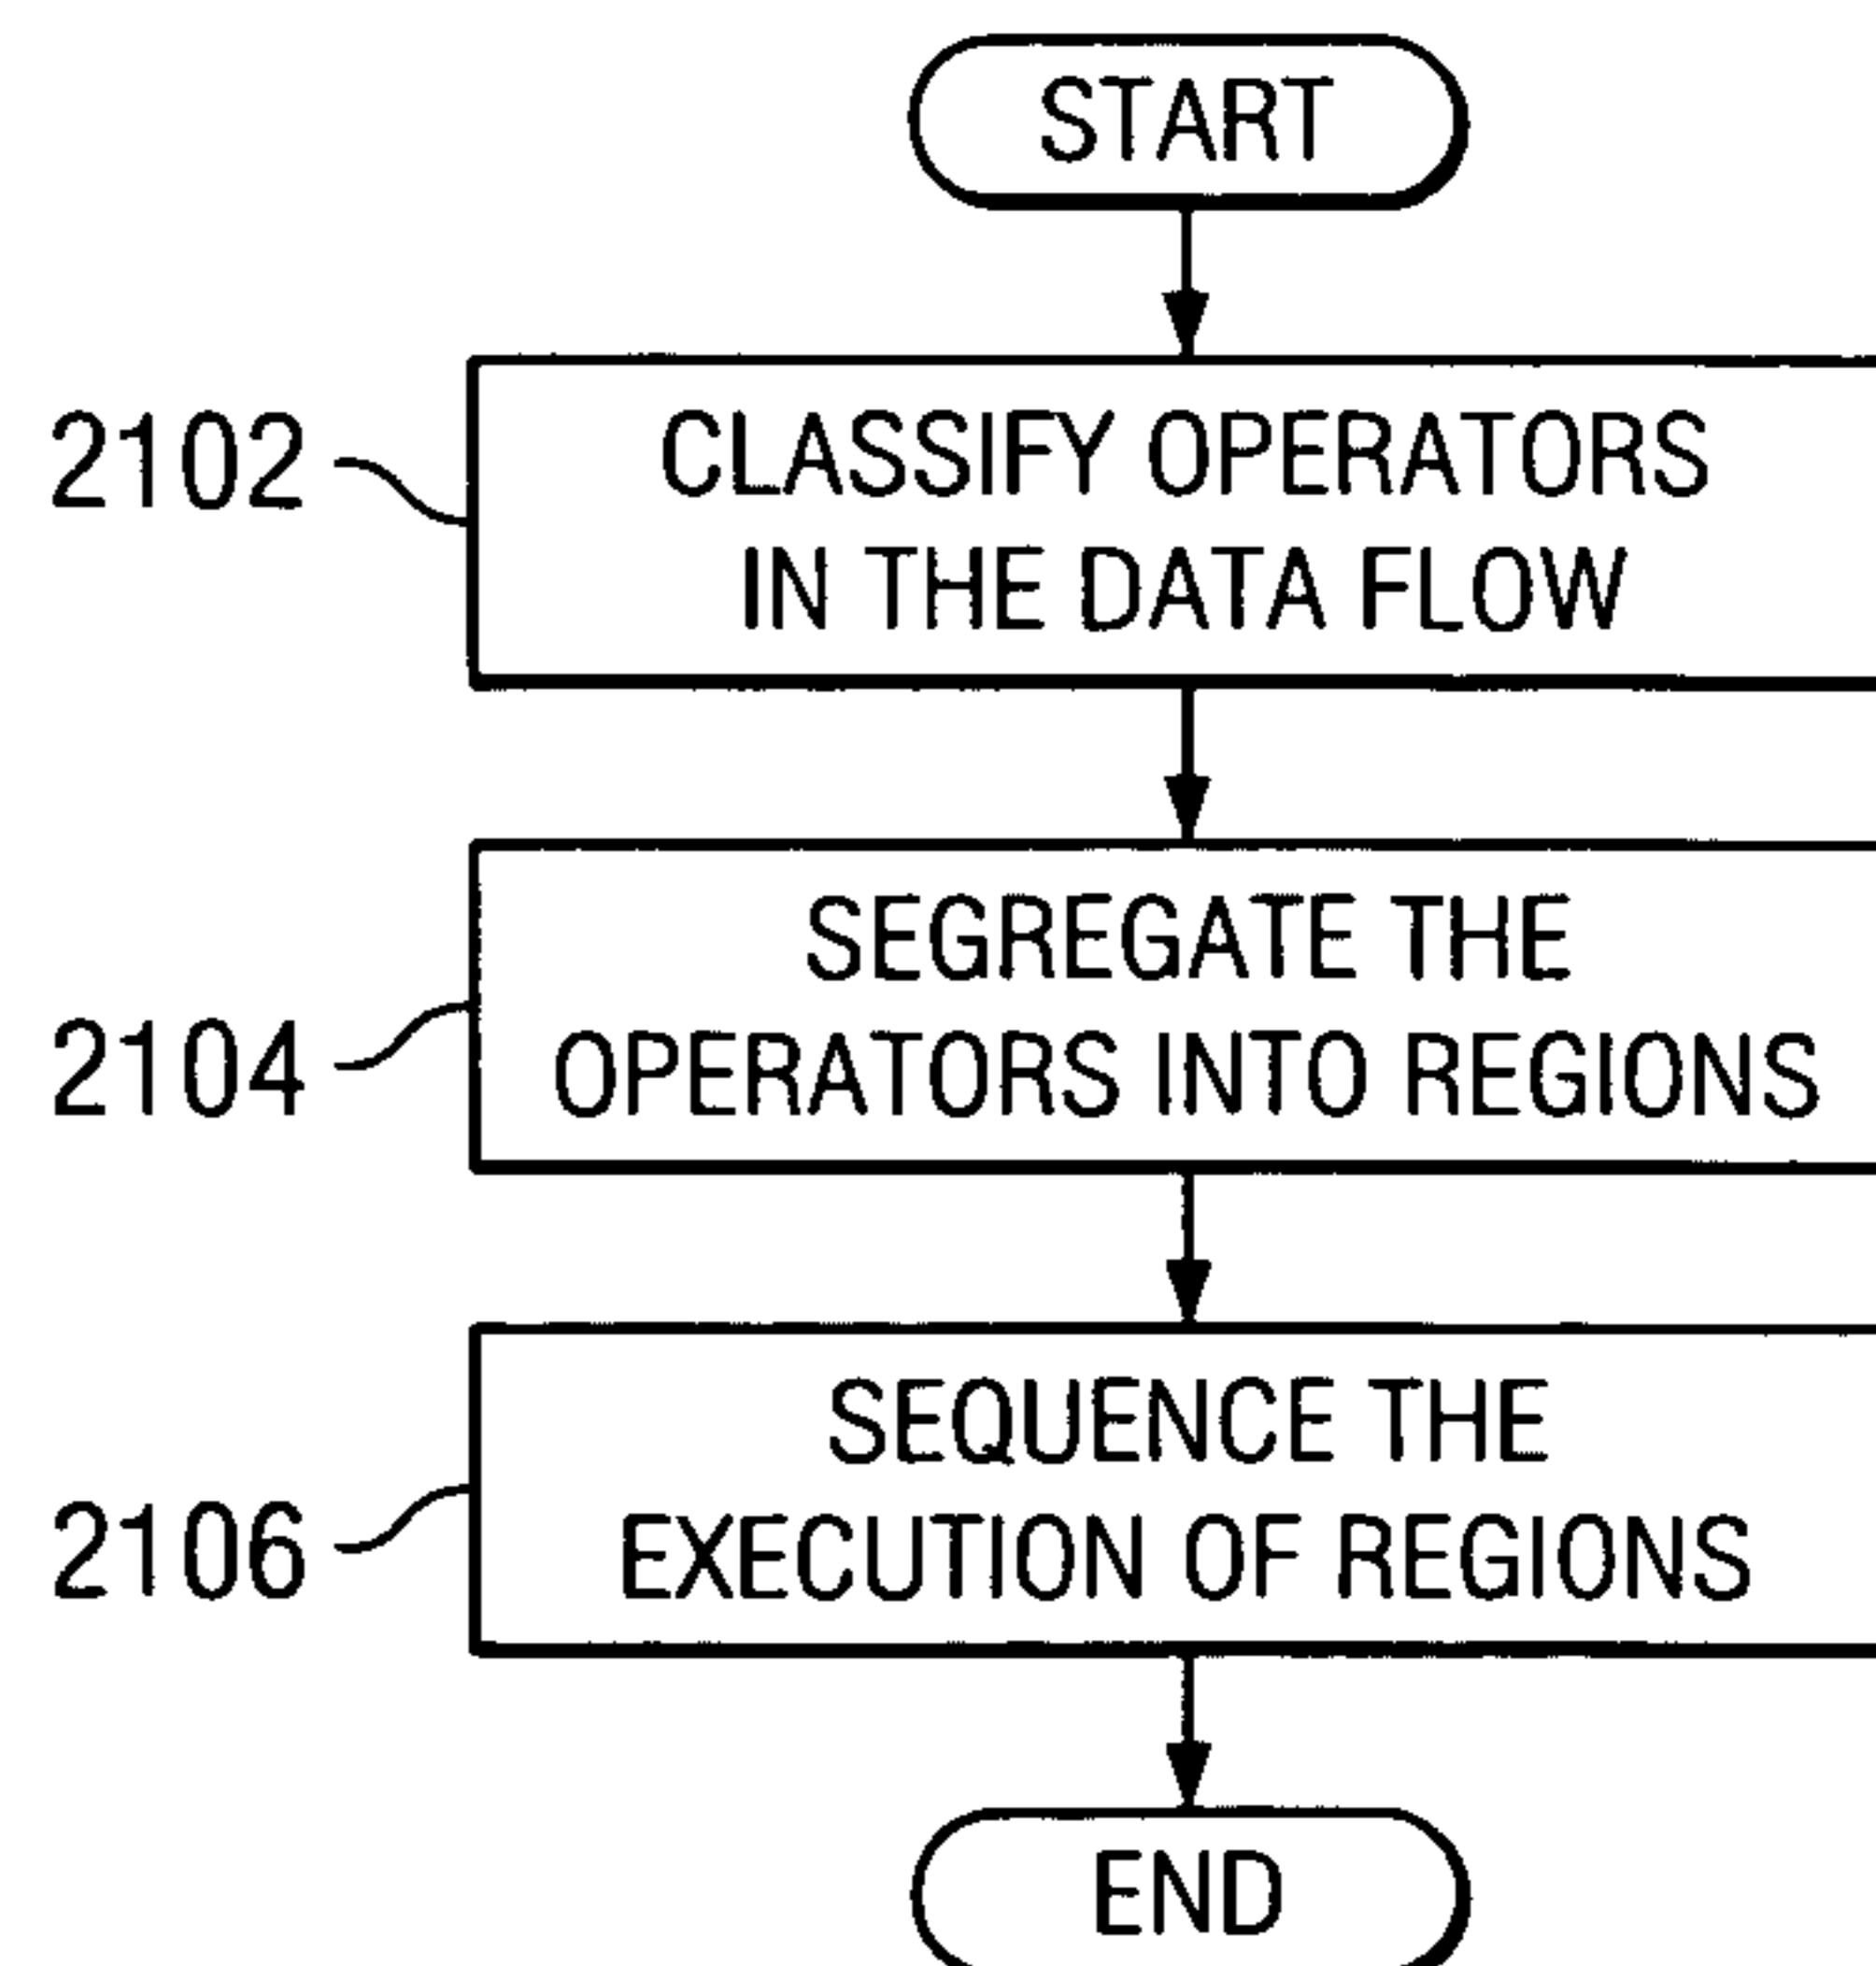 START
2102
CLASSIFY OPERATORS
IN THE DATA FLOW
2104
SEGREGATE THE
OPERATORS INTO REGIONS
2106
SEQUENCE THE
EXECUTION OF REGIONS
END